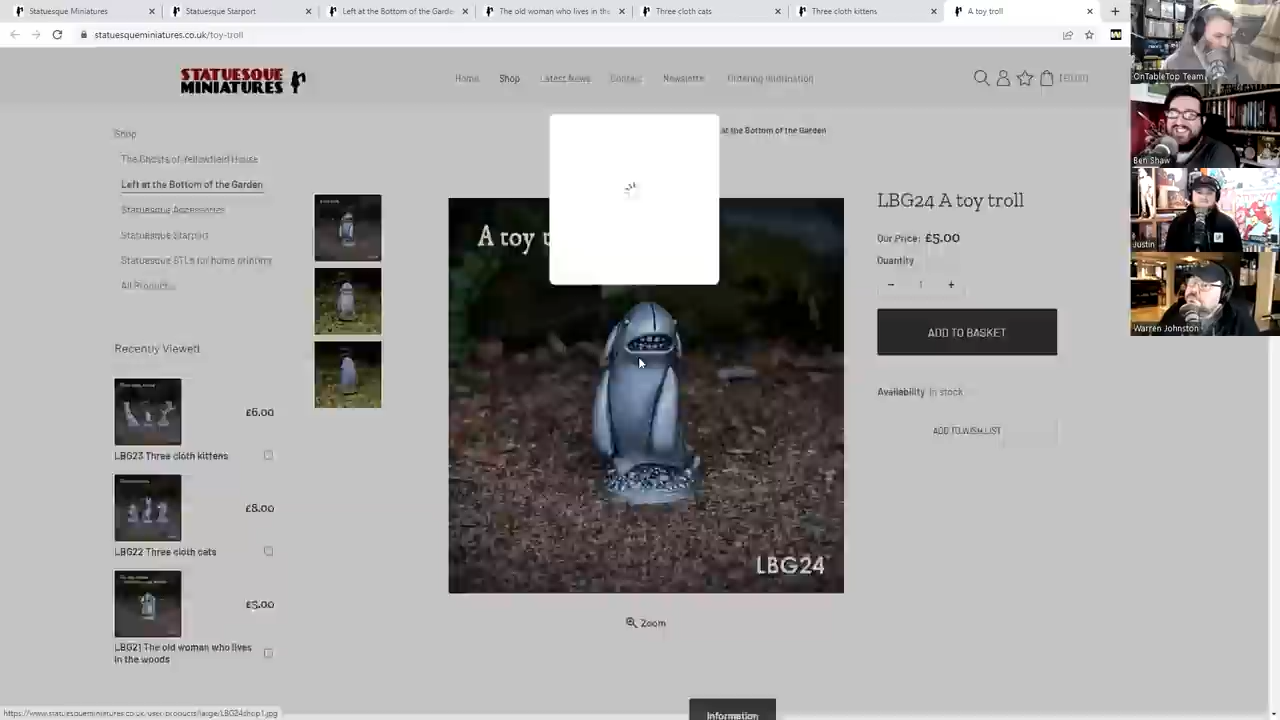 Statuesque Miniatures
Statuesque Starport
Left at the Bottom of the Garde
The old woman who lives in the
Three cloth cats
Three cloth kittens
A toy troll
statuesqueminiatures.co.uk/toy-troll
STATUESQUE
MINIATURES
Home
Shop
Latest News
Contact
Newsletter
Ordering Information
OnTableTop Team
Ben Shaw
Justin
Warren Johnston
Shop
The Ghosts of Yellowfield House
Left at the Bottom of the Garden
Statuesque Accessories
Statuesque Starport
Statuesque STLs for home printing
All Products
at the Bottom of the Garden
A toy t
LBG24
Zoom
LBG24 A toy troll
Our Price: £5.00
Quantity
− 1 +
ADD TO BASKET
Availability In stock
ADD TO WISH LIST
Recently Viewed
£6.00
LBG23 Three cloth kittens
£8.00
LBG22 Three cloth cats
£5.00
LBG21 The old woman who lives
in the woods
Information